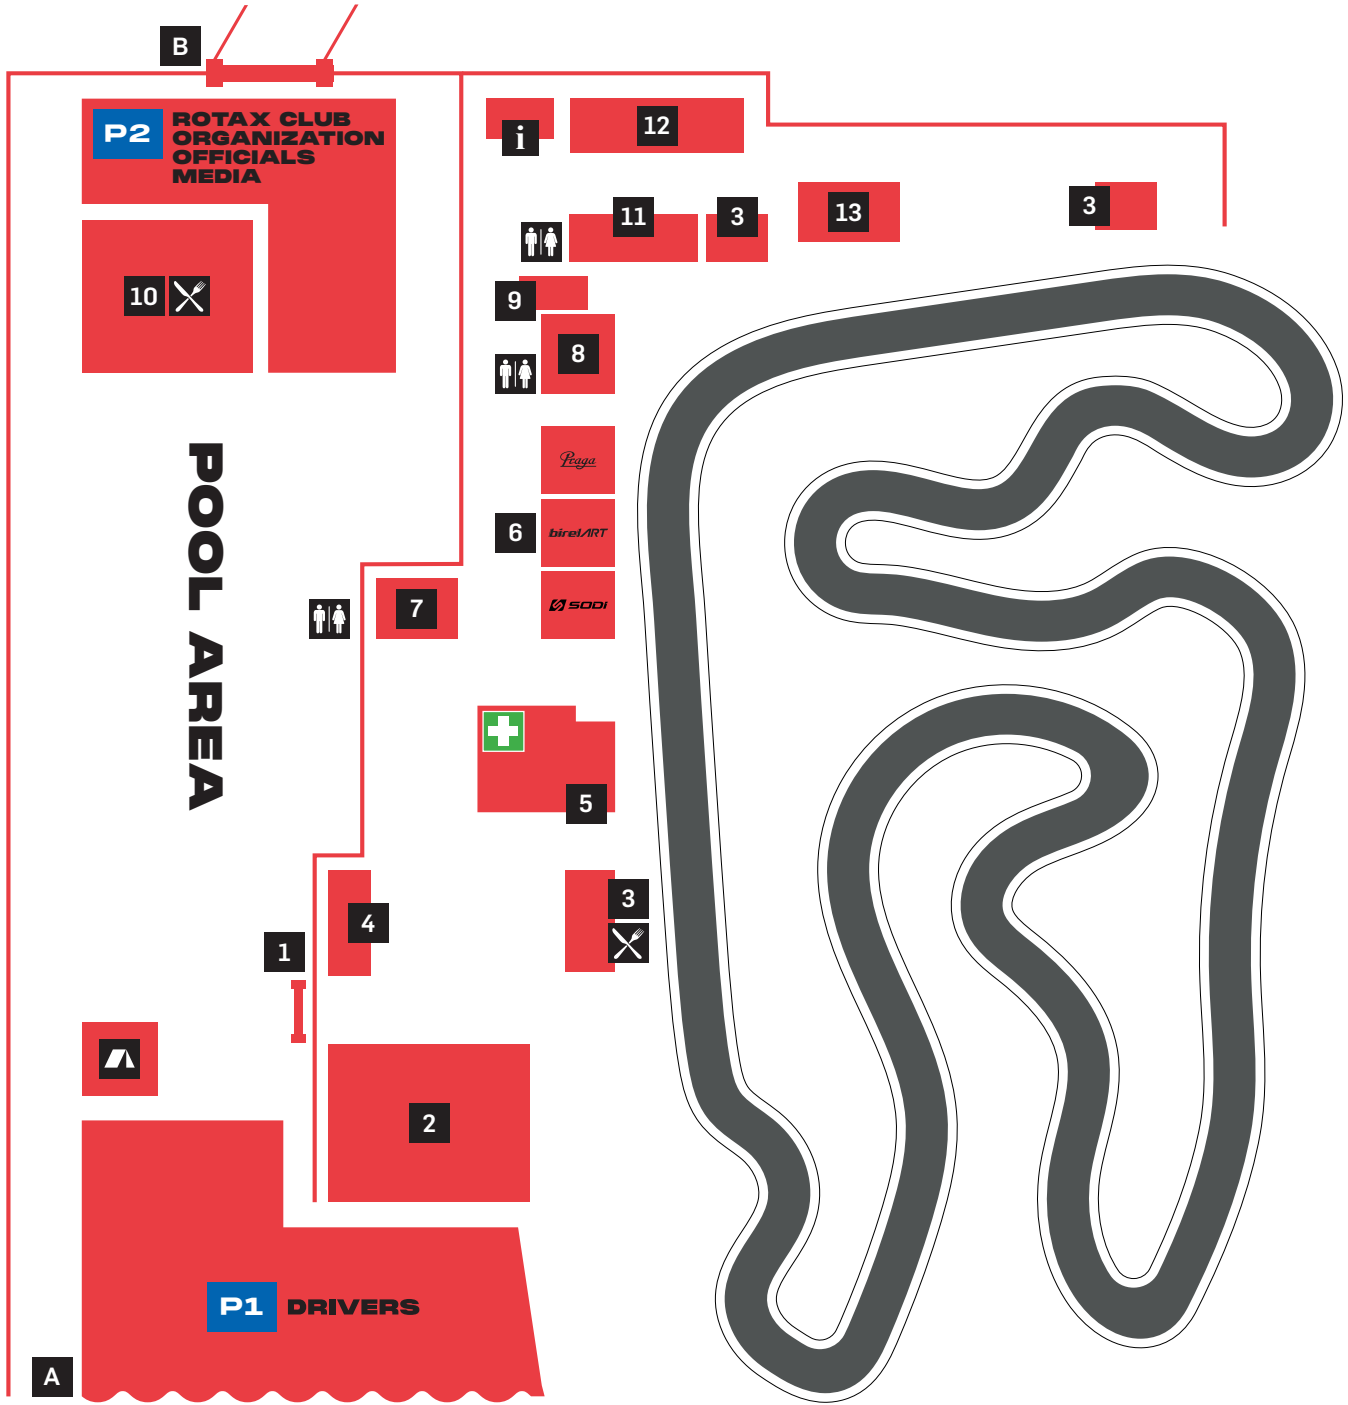 B
P2
ROTAX CLUB
ORGANIZATION
OFFICIALS
MEDIA
i
12
11
3
13
3
10
9
8
Praga
6
birelART
SODI
7
POOL AREA
5
3
4
1
2
P1 DRIVERS
A